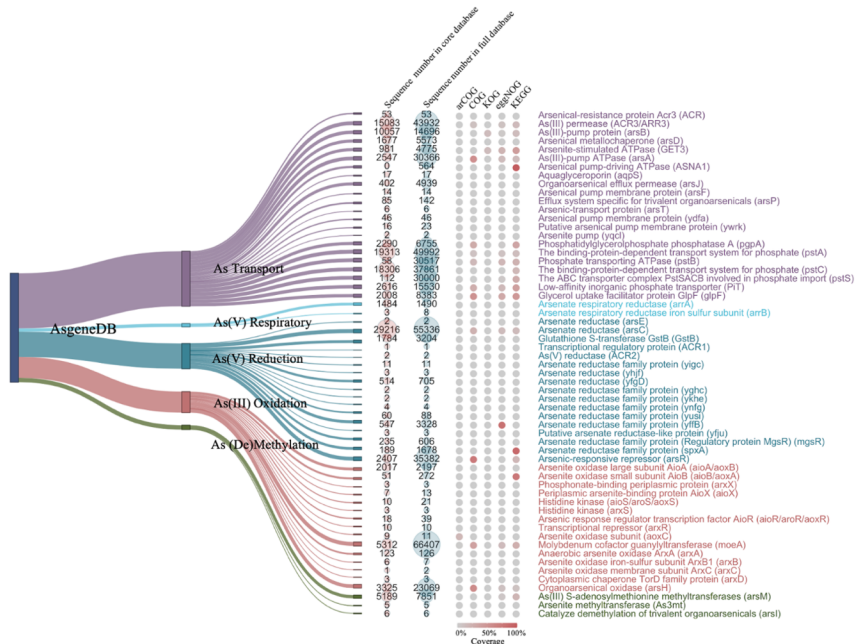 Sequence number in core database
Sequence number in full database
arCOG
COG
KOG
eggNOG
KEGG
AsgeneDB
As Transport
As(V) Respiratory
As(V) Reduction
As(III) Oxidation
As (De)Methylation
53 53 Arsenical-resistance protein Acr3 (ACR)
15083 43932 As(III) permease (ACR3/ARR3)
10057 14696 As(III)-pump protein (arsB)
1677 5573 Arsenical metallochaperone (arsD)
981 4775 Arsenite-stimulated ATPase (GET3)
2547 30366 As(III)-pump ATPase (arsA)
0 564 Arsenical pump-driving ATPase (ASNA1)
17 17 Aquaglyceroporin (aqpS)
402 4939 Organoarsenical efflux permease (arsJ)
14 14 Arsenical pump membrane protein (arsF)
85 142 Efflux system specific for trivalent organoarsenicals (arsP)
6 6 Arsenic-transport protein (arsT)
46 46 Arsenical pump membrane protein (ydfa)
16 23 Putative arsenical pump membrane protein (ywrk)
2 2 Arsenite pump (yqcl)
2290 6755 Phosphatidylglycerolphosphate phosphatase A (pgpA)
19313 49992 The binding-protein-dependent transport system for phosphate (pstA)
58 30517 Phosphate transporting ATPase (pstB)
18306 37861 The binding-protein-dependent transport system for phosphate (pstC)
112 30000 The ABC transporter complex PstSACB involved in phosphate import (pstS)
2616 15530 Low-affinity inorganic phosphate transporter (PiT)
2008 8383 Glycerol uptake facilitator protein GlpF (glpF)
1484 1490 Arsenate respiratory reductase (arrA)
3 8 Arsenate respiratory reductase iron sulfur subunit (arrB)
2 2 Arsenate reductase (arsE)
29216 55336 Arsenate reductase (arsC)
1784 3204 Glutathione S-transferase GstB (GstB)
1 1 Transcriptional regulatory protein (ACR1)
2 2 As(V) reductase (ACR2)
11 11 Arsenate reductase family protein (yigc)
3 3 Arsenate reductase (yhjf)
514 705 Arsenate reductase (yfgD)
2 2 Arsenate reductase family protein (yghc)
2 2 Arsenate reductase family protein (ykhe)
4 4 Arsenate reductase family protein (ynfg)
60 88 Arsenate reductase family protein (yusi)
547 3328 Arsenate reductase family protein (yffB)
3 3 Putative arsenate reductase-like protein (yfju)
235 606 Arsenate reductase family protein (Regulatory protein MgsR) (mgsR)
189 1678 Arsenate reductase family protein (spxA)
2407 35382 Arsenic-responsive repressor (arsR)
2017 2197 Arsenite oxidase large subunit AioA (aioA/aoxB)
51 272 Arsenite oxidase small subunit AioB (aioB/aoxA)
3 3 Phosphonate-binding periplasmic protein (arxX)
7 13 Periplasmic arsenite-binding protein AioX (aioX)
10 21 Histidine kinase (aioS/aroS/aoxS)
3 3 Histidine kinase (arxS)
18 39 Arsenic response regulator transcription factor AioR (aioR/aroR/aoxR)
10 10 Transcriptional repressor (arxR)
9 11 Arsenite oxidase subunit (aoxC)
5312 66407 Molybdenum cofactor guanylyltransferase (moeA)
123 126 Anaerobic arsenite oxidase ArxA (arxA)
6 7 Arsenite oxidase iron-sulfur subunit ArxB1 (arxB)
1 2 Arsenite oxidase membrane subunit ArxC (arxC)
3 3 Cytoplasmic chaperone TorD family protein (arxD)
3325 23069 Organoarsenical oxidase (arsH)
5189 7851 As(III) S-adenosylmethionine methyltransferases (arsM)
5 5 Arsenite methyltransferase (As3mt)
6 6 Catalyze demethylation of trivalent organoarsenicals (arsI)
0% 50% 100%
Coverage